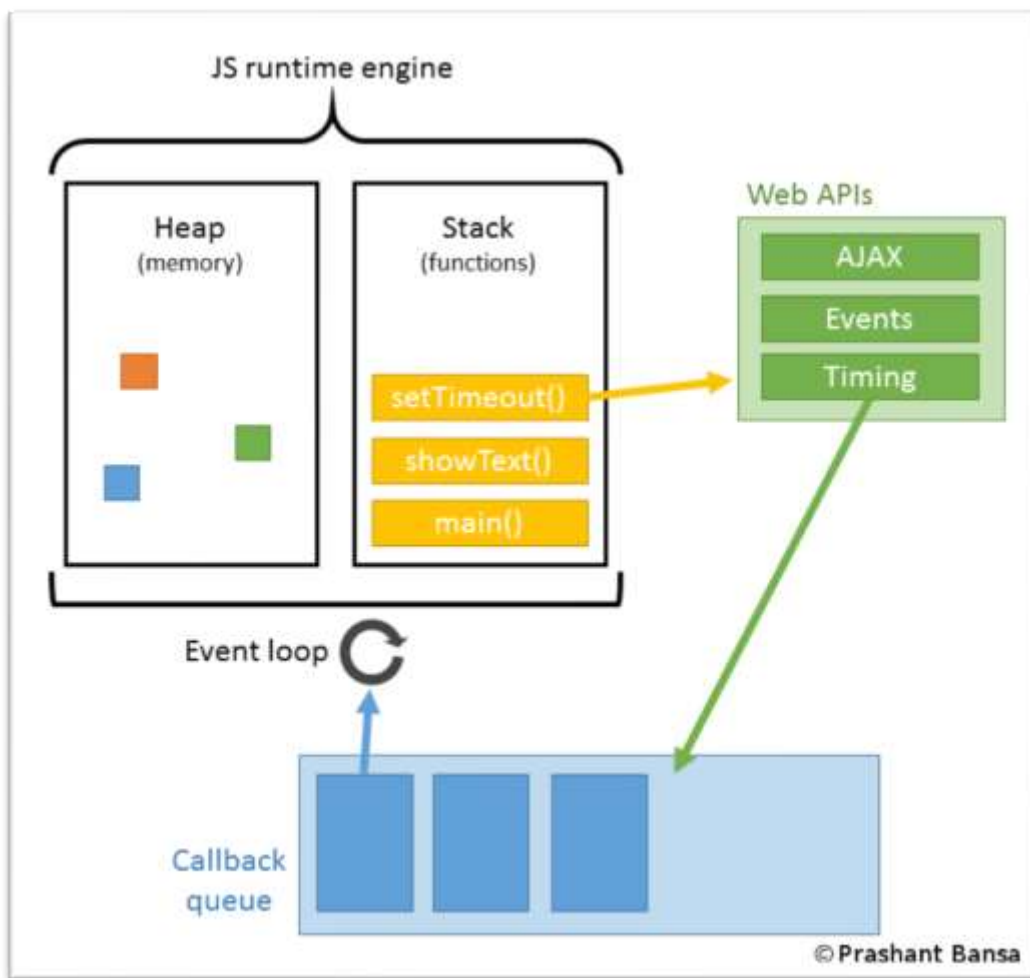 JS runtime engine
Heap
(memory)
Stack
(functions)
setTimeout()
showText()
main()
Web APIs
AJAX
Events
Timing
Event loop
Callback
queue
© Prashant Bansa